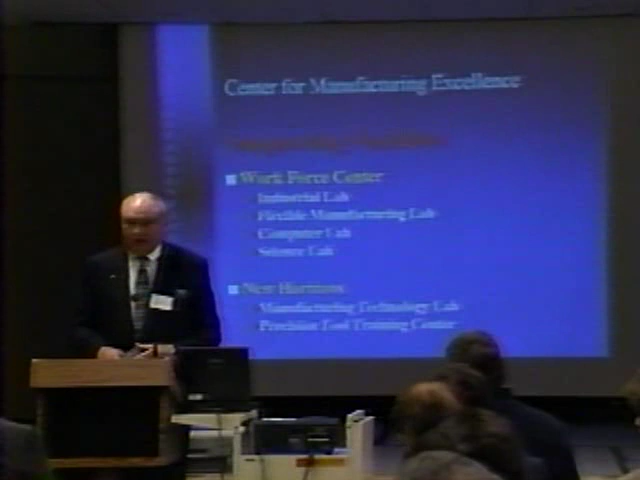 Center for Manufacturing Excellence
Work Force Center
Industrial Lab
Flexible Manufacturing Lab
Computer Lab
Science Lab
New Horizons
Manufacturing Technology Lab
Precision Tool Training Center